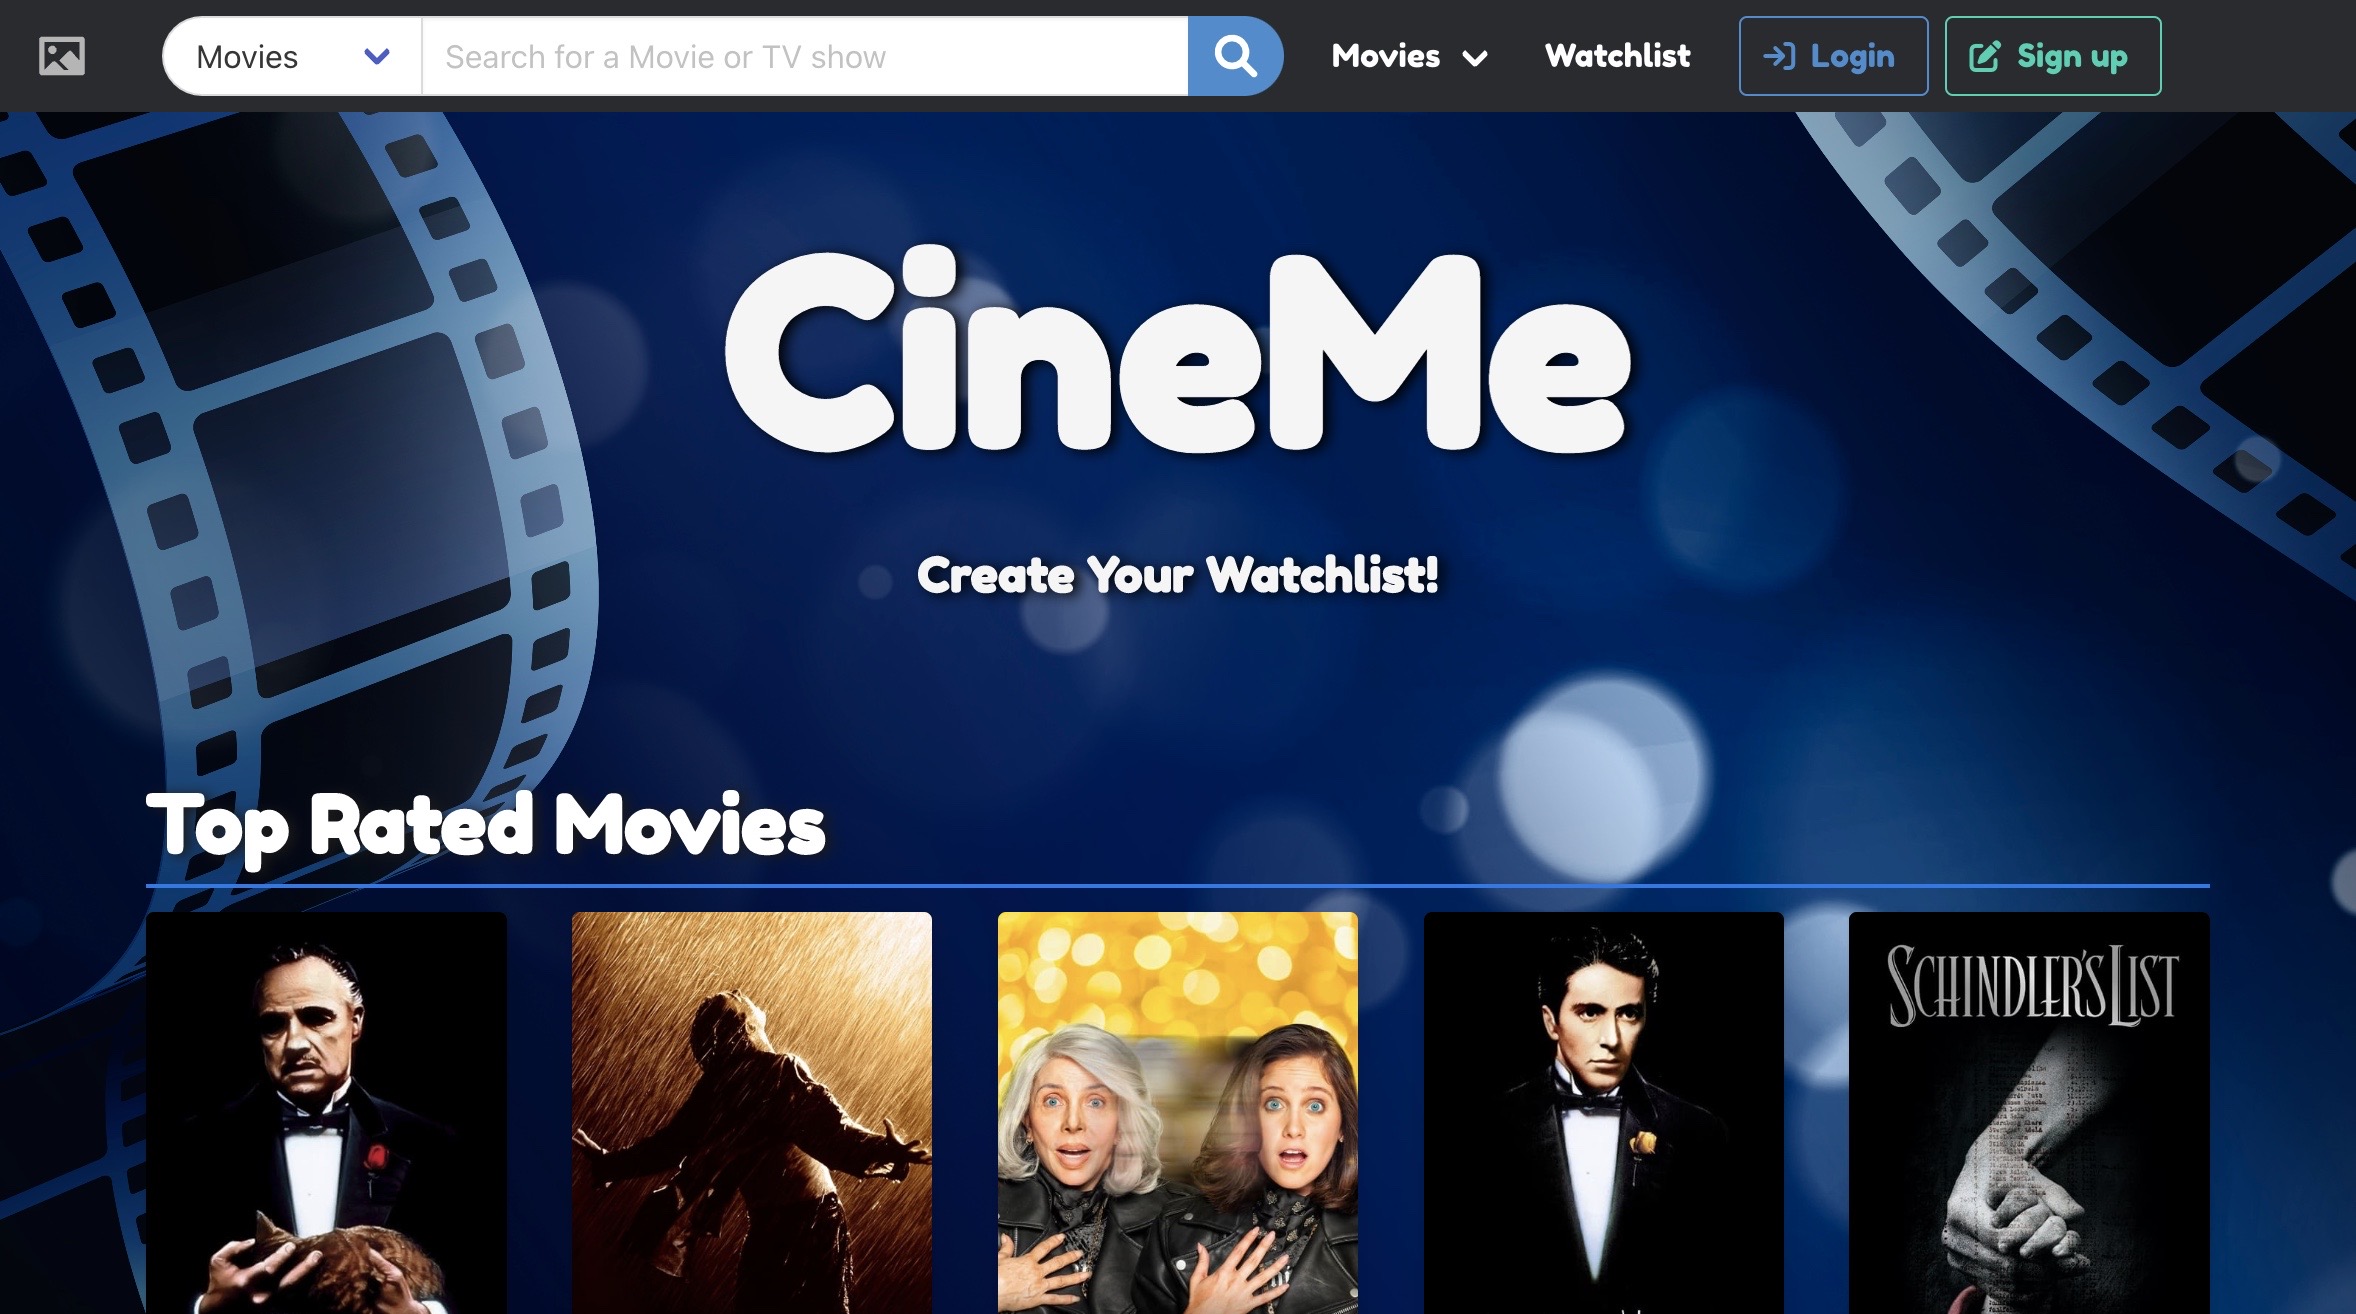 Movies
Search for a Movie or TV show
Movies
Watchlist
Login
Sign up
CineMe
Create Your Watchlist!
Top Rated Movies
SCHINDLER'S LIST